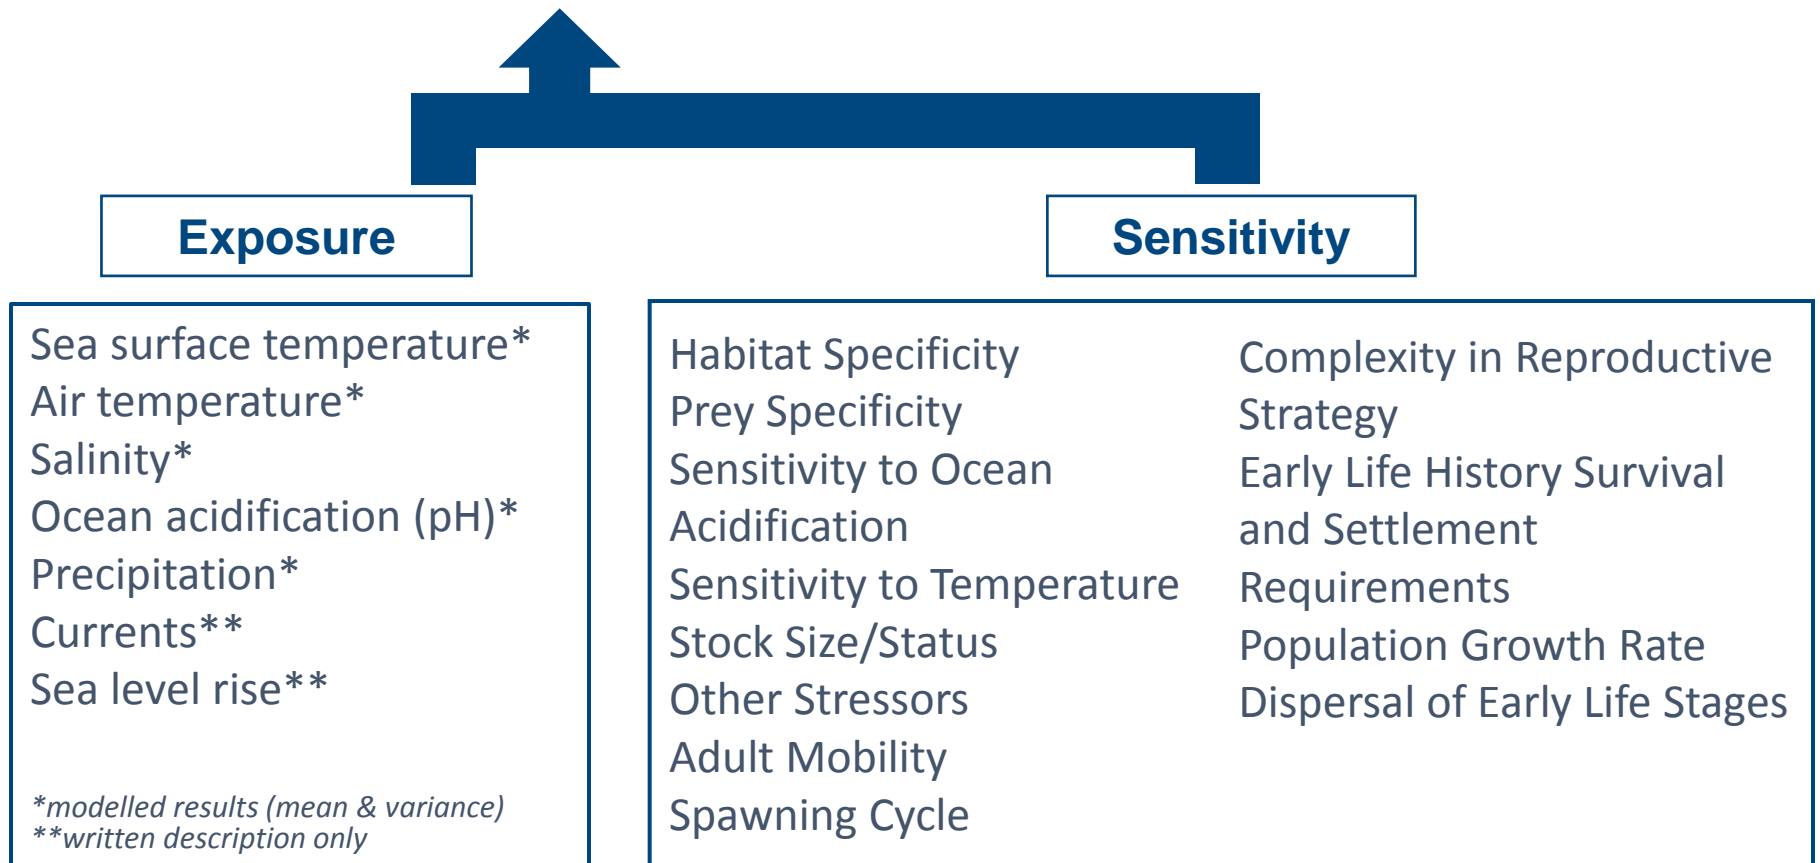 Exposure
Sea surface temperature*
Air temperature*
Salinity*
Ocean acidification (pH)*
Precipitation*
Currents**
Sea level rise**
*modelled results (mean & variance)
**written description only
Sensitivity
Habitat Specificity
Prey Specificity
Sensitivity to Ocean
Acidification
Sensitivity to Temperature
Stock Size/Status
Other Stressors
Adult Mobility
Spawning Cycle
Complexity in Reproductive
Strategy
Early Life History Survival
and Settlement
Requirements
Population Growth Rate
Dispersal of Early Life Stages